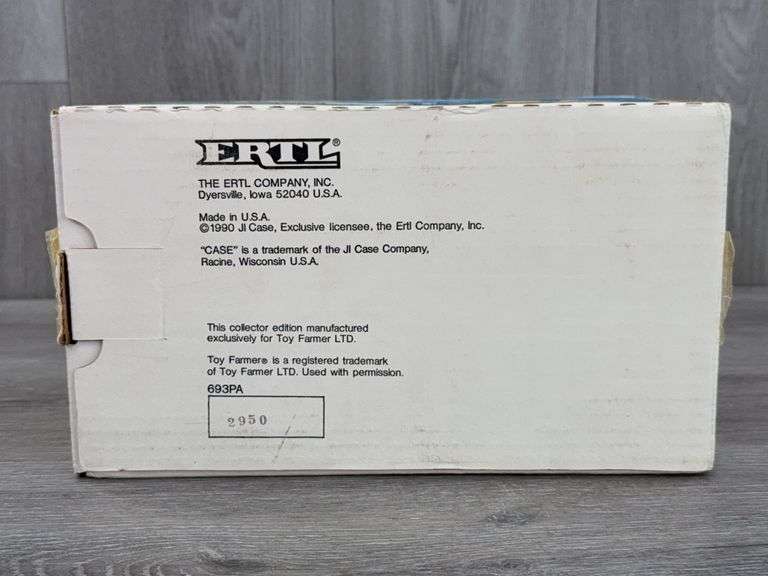 ERTL®
THE ERTL COMPANY, INC.
Dyersville, Iowa 52040 U.S.A.
Made in U.S.A.
©1990 JI Case, Exclusive licensee, the Ertl Company, Inc.
"CASE" is a trademark of the JI Case Company,
Racine, Wisconsin U.S.A.
This collector edition manufactured
exclusively for Toy Farmer LTD.
Toy Farmer® is a registered trademark
of Toy Farmer LTD. Used with permission.
693PA
2950